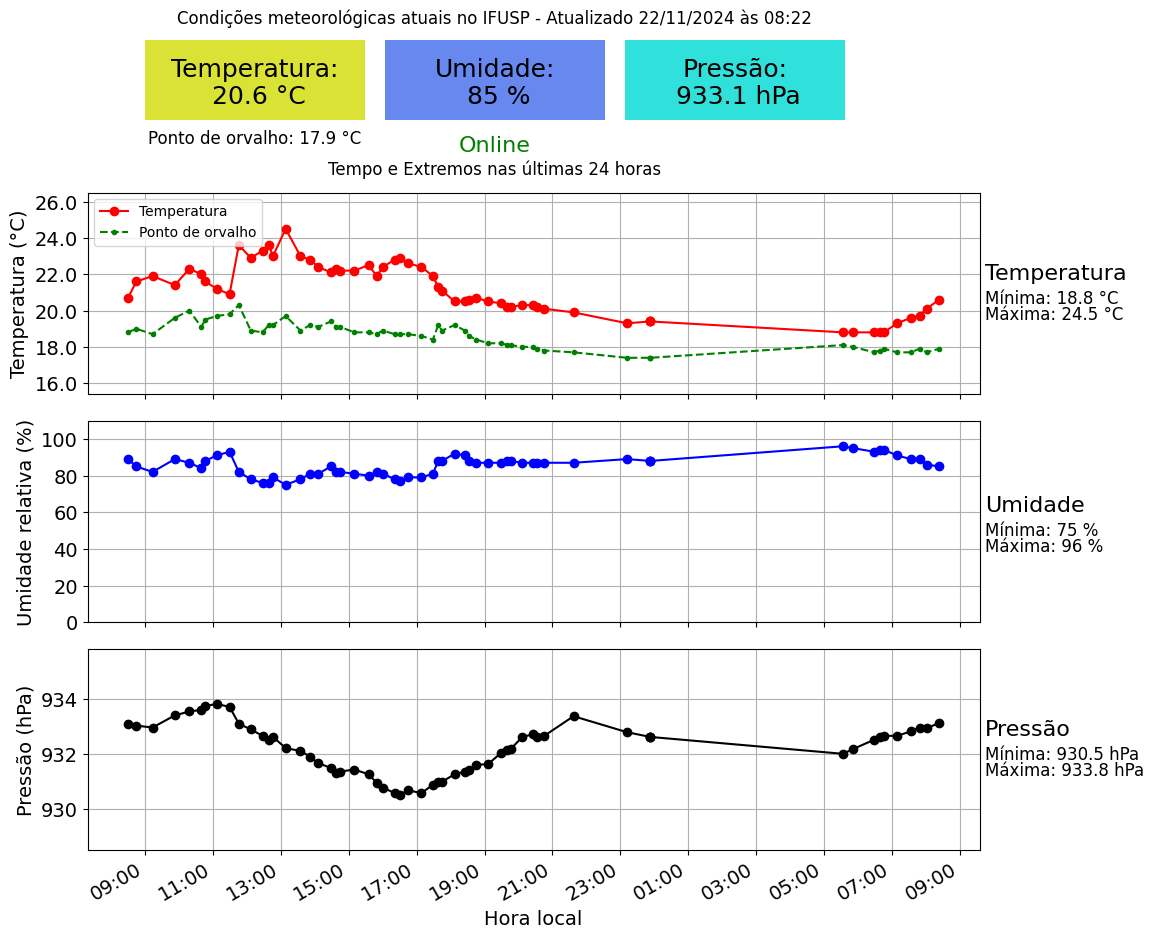 Condições meteorológicas atuais no IFUSP - Atualizado 22/11/2024 às 08:22
Temperatura:
20.6 °C
Umidade:
85 %
Pressão:
933.1 hPa
Ponto de orvalho: 17.9 °C
Online
Tempo e Extremos nas últimas 24 horas
Temperatura (°C)
26.0
24.0
22.0
20.0
18.0
16.0
Temperatura
Ponto de orvalho
Temperatura
Mínima: 18.8 °C
Máxima: 24.5 °C
Umidade relativa (%)
100
80
60
40
20
0
Umidade
Mínima: 75 %
Máxima: 96 %
Pressão (hPa)
934
932
930
Pressão
Mínima: 930.5 hPa
Máxima: 933.8 hPa
09:00 11:00 13:00 15:00 17:00 19:00 21:00 23:00 01:00 03:00 05:00 07:00 09:00
Hora local